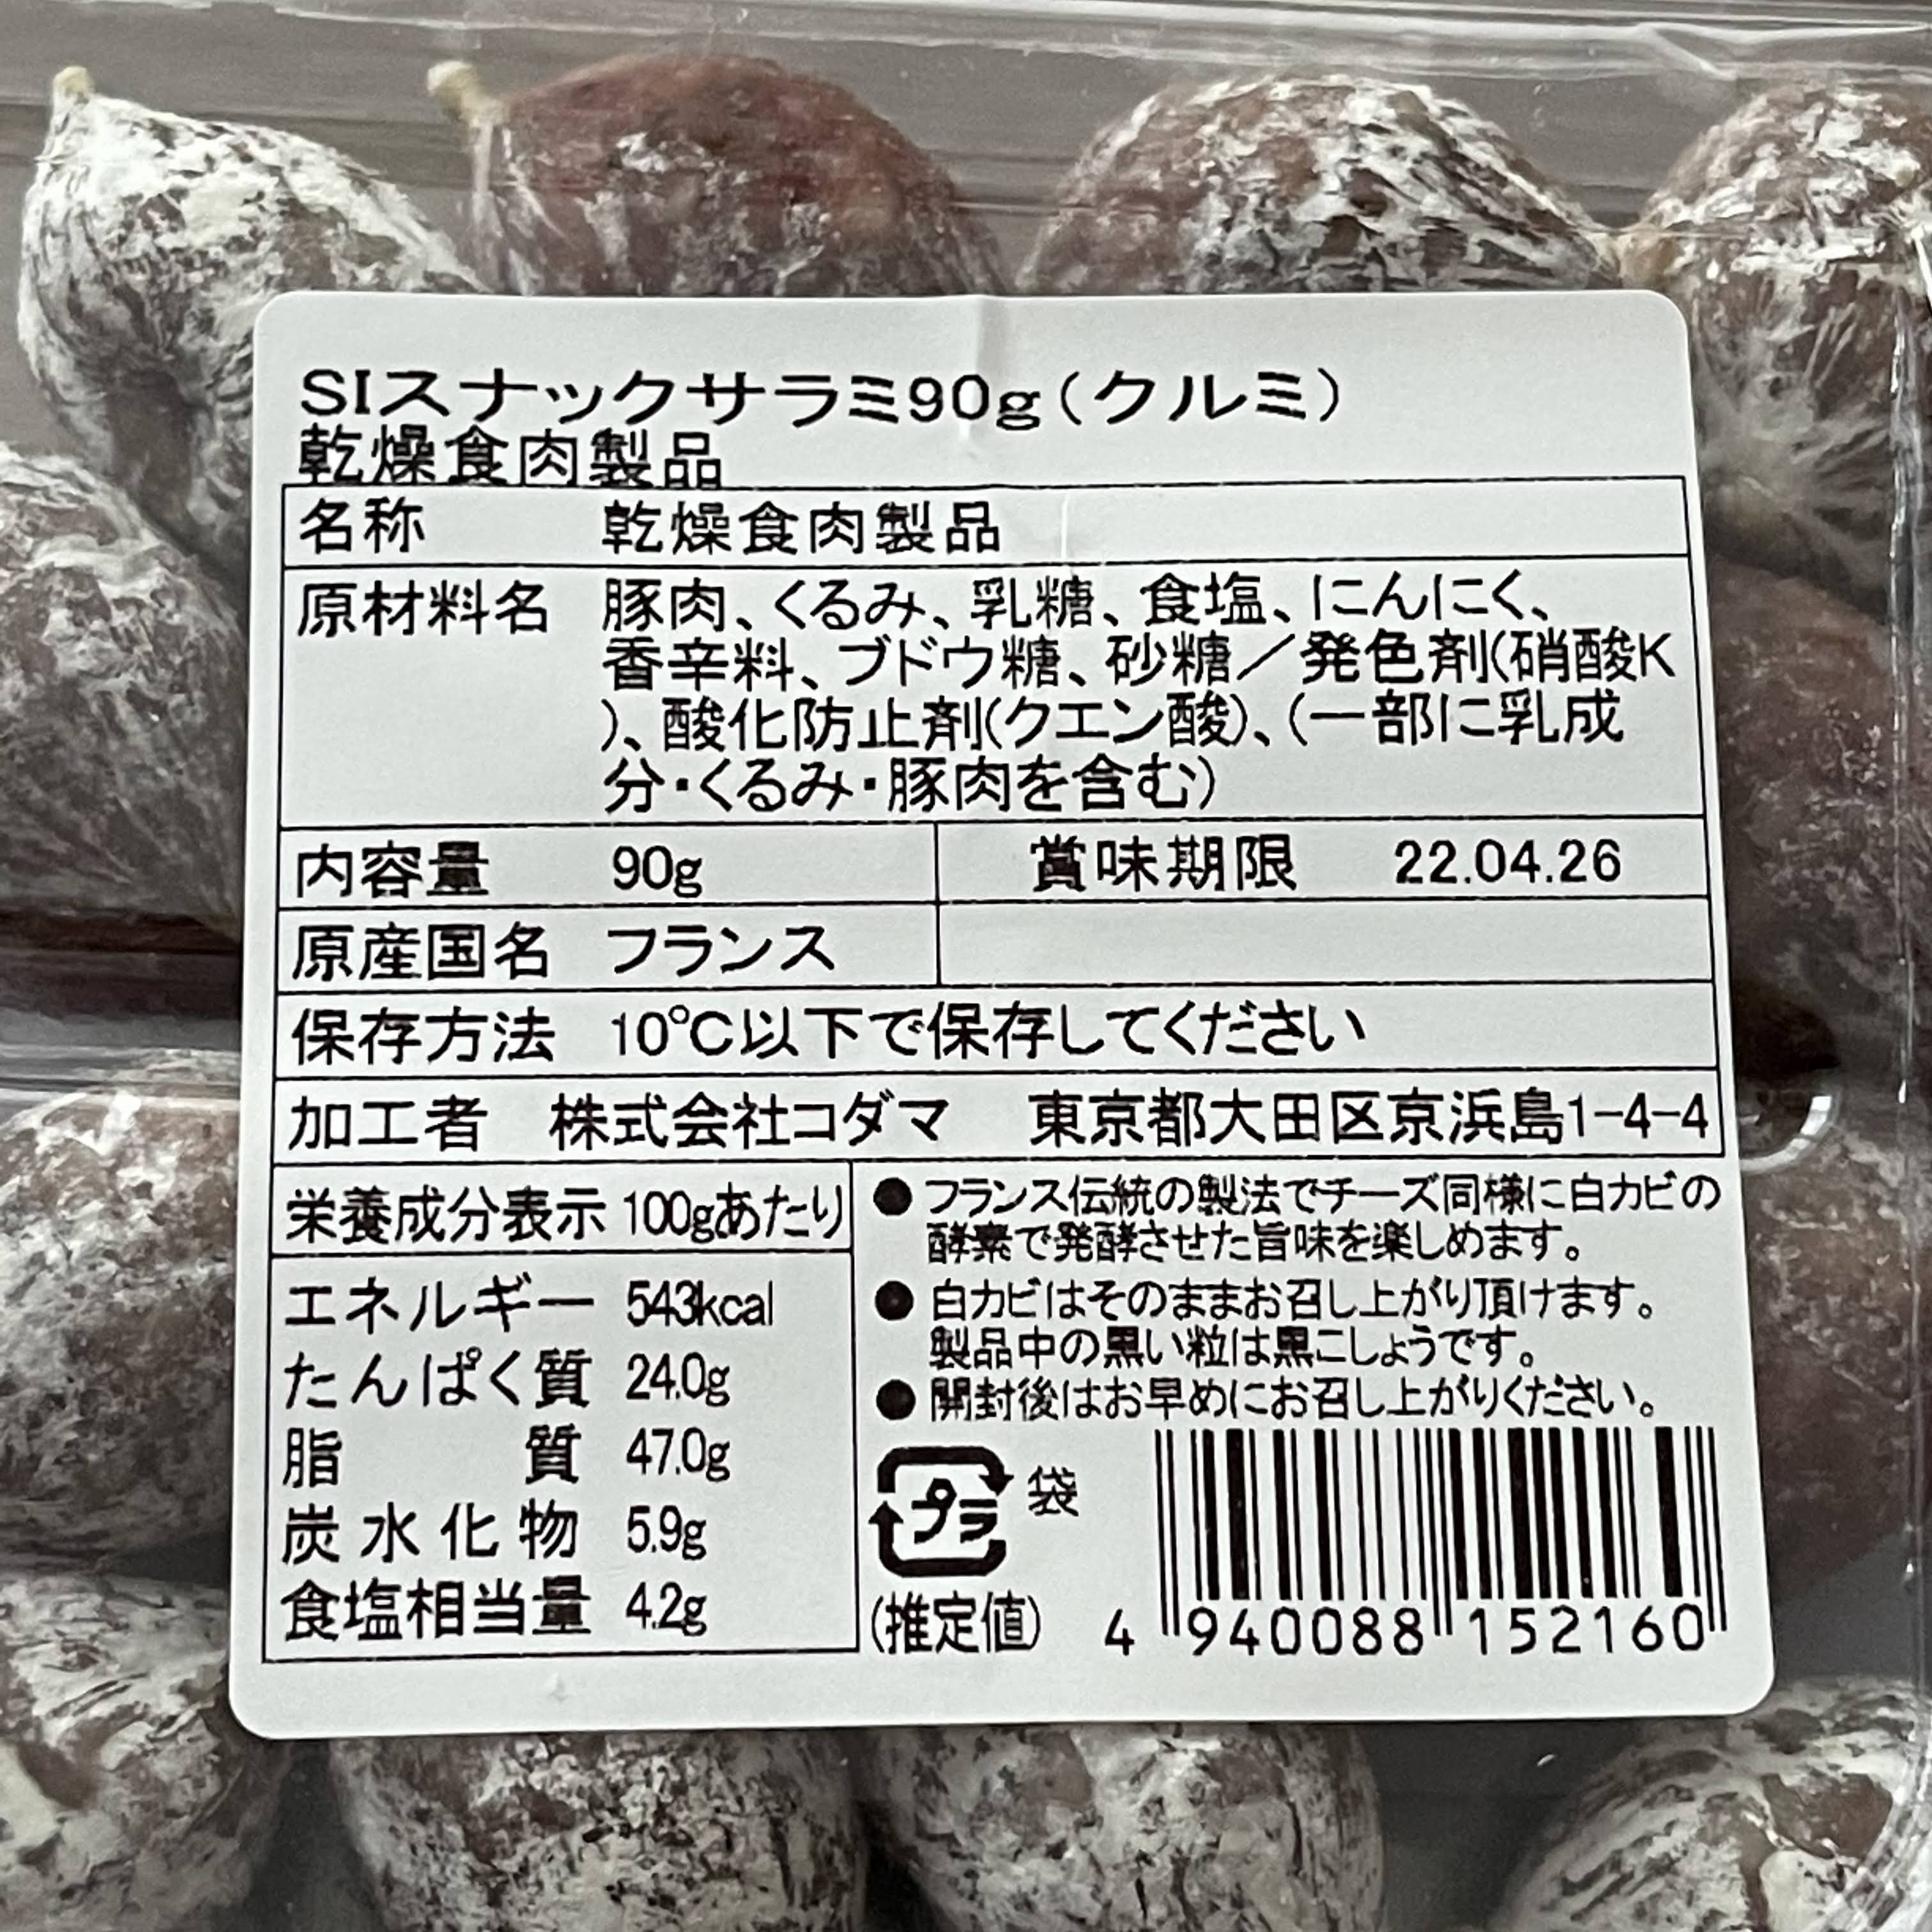 SIスナックサラミ90g(クルミ)
乾燥食肉製品
名称 乾燥食肉製品
原材料名 豚肉、くるみ、乳糖、食塩、にんにく、
香辛料、ブドウ糖、砂糖／発色剤(硝酸K
)、酸化防止剤(クエン酸)、(一部に乳成
分・くるみ・豚肉を含む)
内容量 90g 賞味期限 22.04.26
原産国名 フランス
保存方法 10℃以下で保存してください
加工者 株式会社コダマ 東京都大田区京浜島1-4-4
栄養成分表示 100gあたり
エネルギー 543kcal
たんぱく質 24.0g
脂質 47.0g
炭水化物 5.9g
食塩相当量 4.2g
●フランス伝統の製法でチーズ同様に白カビの
酵素で発酵させた旨味を楽しめます。
●白カビはそのままお召し上がり頂けます。
製品中の黒い粒は黒こしょうです。
●開封後はお早めにお召し上がりください。
プラ 袋
(推定値)
4 940088 152160